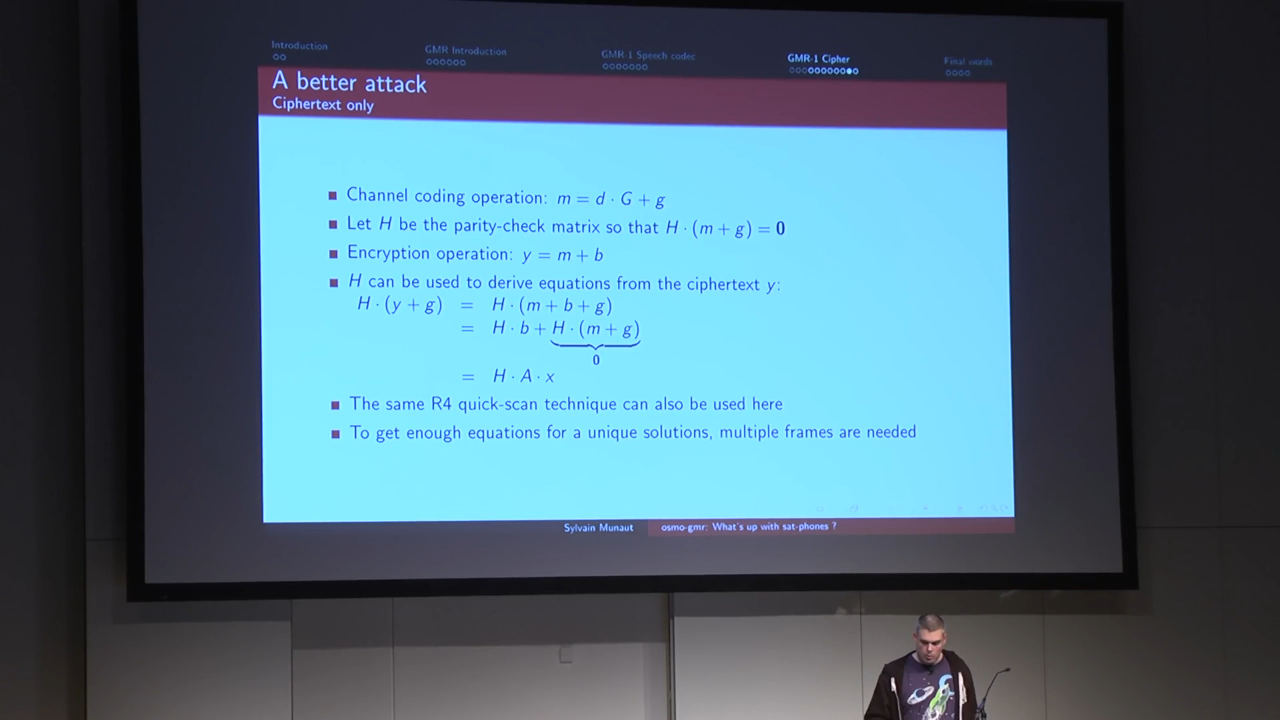 Introduction
GMR Introduction
GMR-1 Speech codec
GMR-1 Cipher
Final words
A better attack
Ciphertext only
Channel coding operation: m = d · G + g
Let H be the parity-check matrix so that H · (m + g) = 0
Encryption operation: y = m + b
H can be used to derive equations from the ciphertext y:
H · (y + g) = H · (m + b + g)
= H · b + H · (m + g)
0
= H · A · x
The same R4 quick-scan technique can also be used here
To get enough equations for a unique solutions, multiple frames are needed
Sylvain Munaut
osmo-gmr: What's up with sat-phones ?